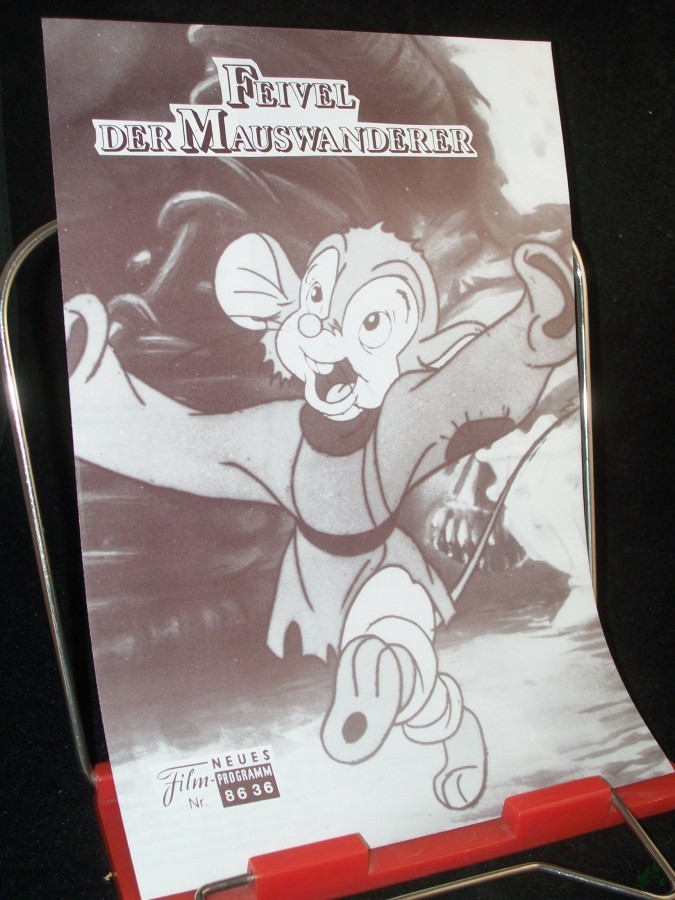 FEIVEL
DER MAUSWANDERER
NEUES
Film-PROGRAMM
Nr. 8636